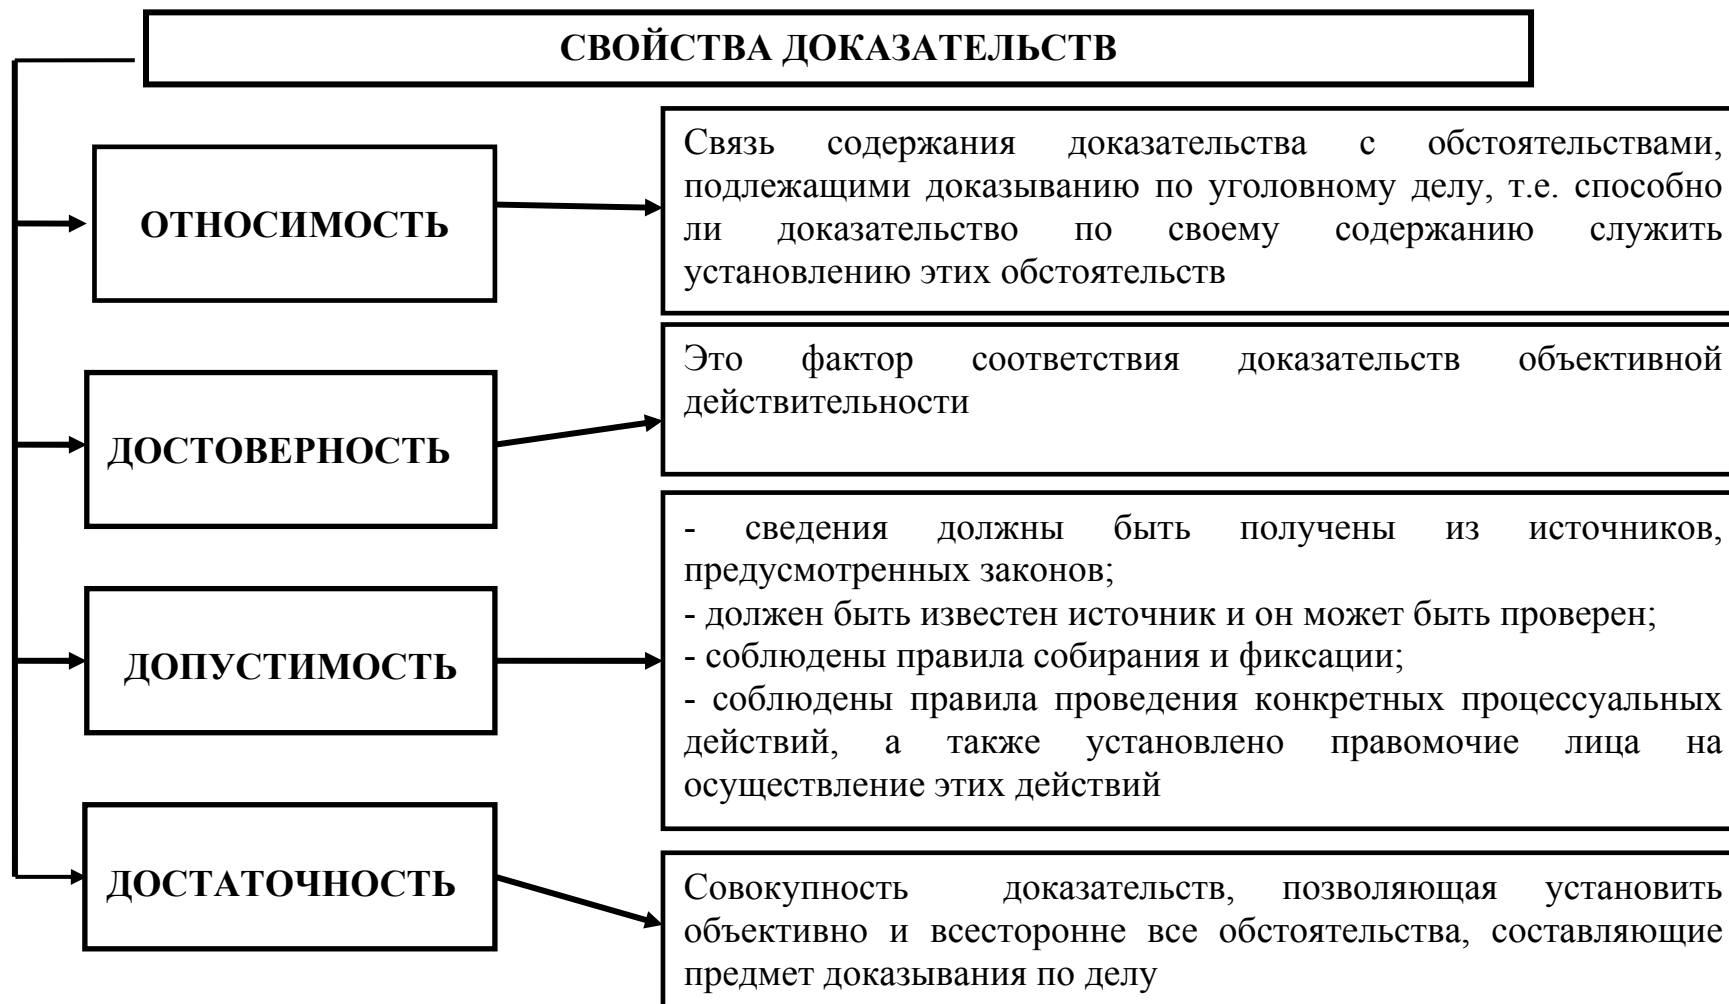 СВОЙСТВА ДОКАЗАТЕЛЬСТВ
ОТНОСИМОСТЬ
Связь содержания доказательства с обстоятельствами,
подлежащими доказыванию по уголовному делу, т.е. способно
ли доказательство по своему содержанию служить
установлению этих обстоятельств
ДОСТОВЕРНОСТЬ
Это фактор соответствия доказательств объективной
действительности
ДОПУСТИМОСТЬ
- сведения должны быть получены из источников,
предусмотренных законов;
- должен быть известен источник и он может быть проверен;
- соблюдены правила собирания и фиксации;
- соблюдены правила проведения конкретных процессуальных
действий, а также установлено правомочие лица на
осуществление этих действий
ДОСТАТОЧНОСТЬ
Совокупность доказательств, позволяющая установить
объективно и всесторонне все обстоятельства, составляющие
предмет доказывания по делу